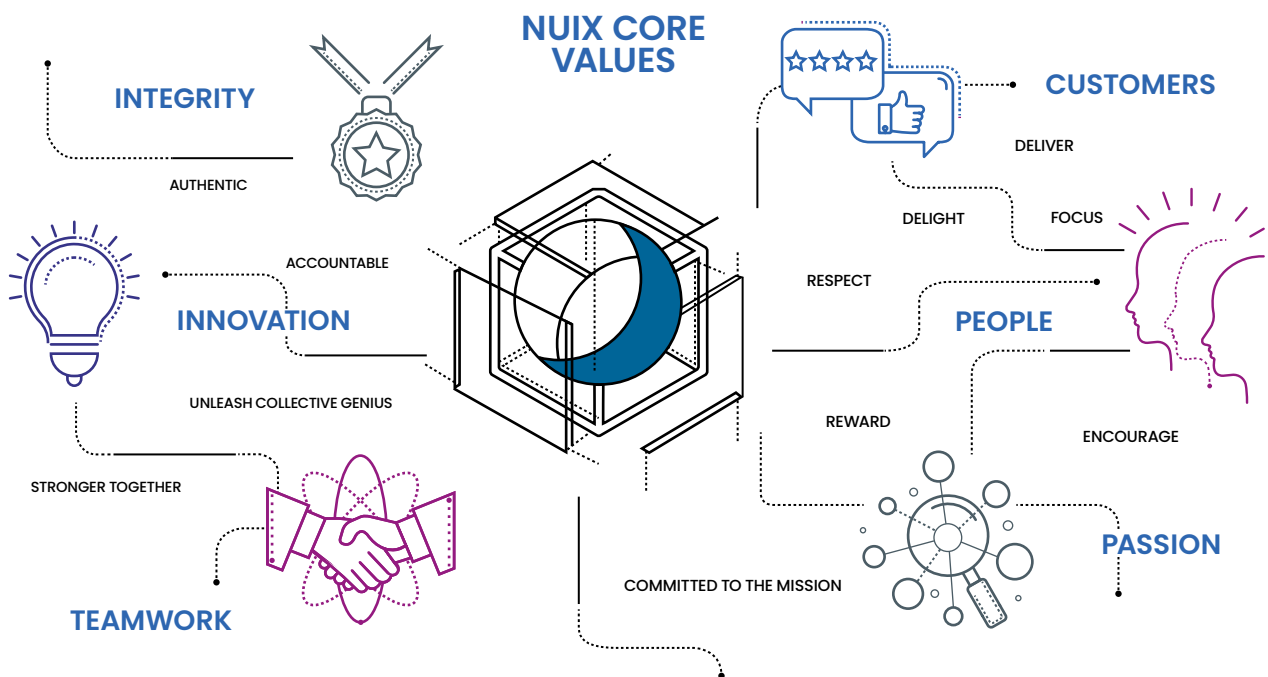 NUIX CORE
VALUES
INTEGRITY
AUTHENTIC
ACCOUNTABLE
INNOVATION
UNLEASH COLLECTIVE GENIUS
STRONGER TOGETHER
TEAMWORK
CUSTOMERS
DELIVER
DELIGHT
FOCUS
RESPECT
PEOPLE
REWARD
ENCOURAGE
PASSION
COMMITTED TO THE MISSION